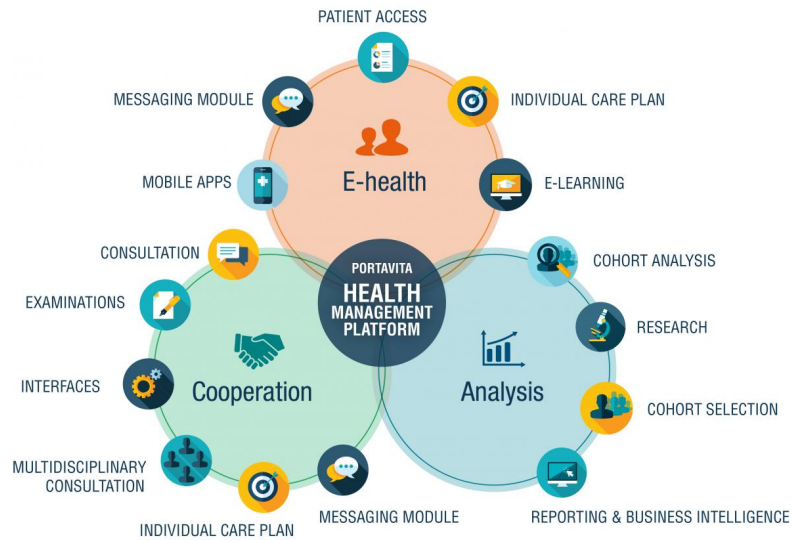 PATIENT ACCESS
MESSAGING MODULE
INDIVIDUAL CARE PLAN
E-health
MOBILE APPS
E-LEARNING
CONSULTATION
COHORT ANALYSIS
PORTAVITA
HEALTH
MANAGEMENT
PLATFORM
EXAMINATIONS
RESEARCH
INTERFACES
Cooperation
Analysis
COHORT SELECTION
MULTIDISCIPLINARY
CONSULTATION
INDIVIDUAL CARE PLAN
MESSAGING MODULE
REPORTING & BUSINESS INTELLIGENCE